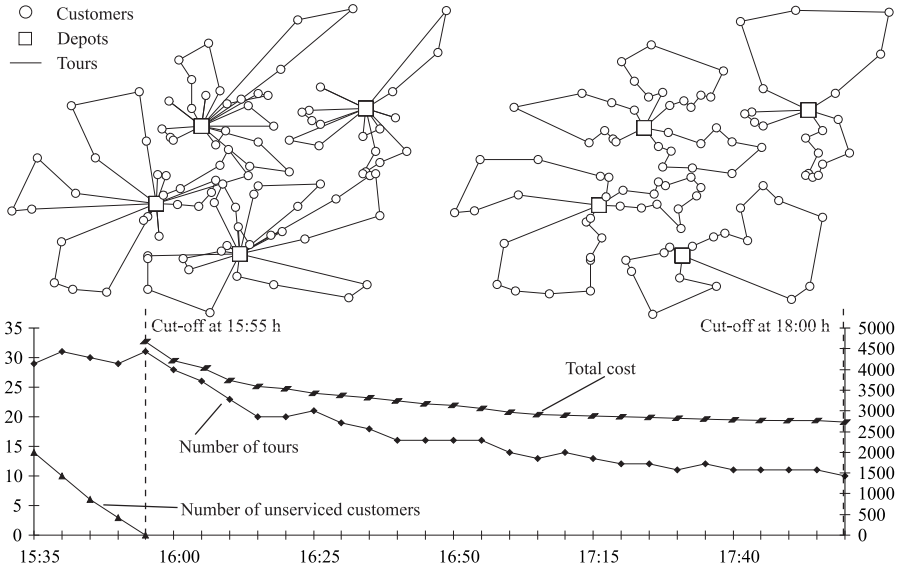 Customers
Depots
Tours
Cut-off at 15:55 h
Cut-off at 18:00 h
35
30
25
20
15
10
5
0
5000
4500
4000
3500
3000
2500
2000
1500
1000
500
0
Total cost
Number of tours
Number of unserviced customers
15:35 16:00 16:25 16:50 17:15 17:40